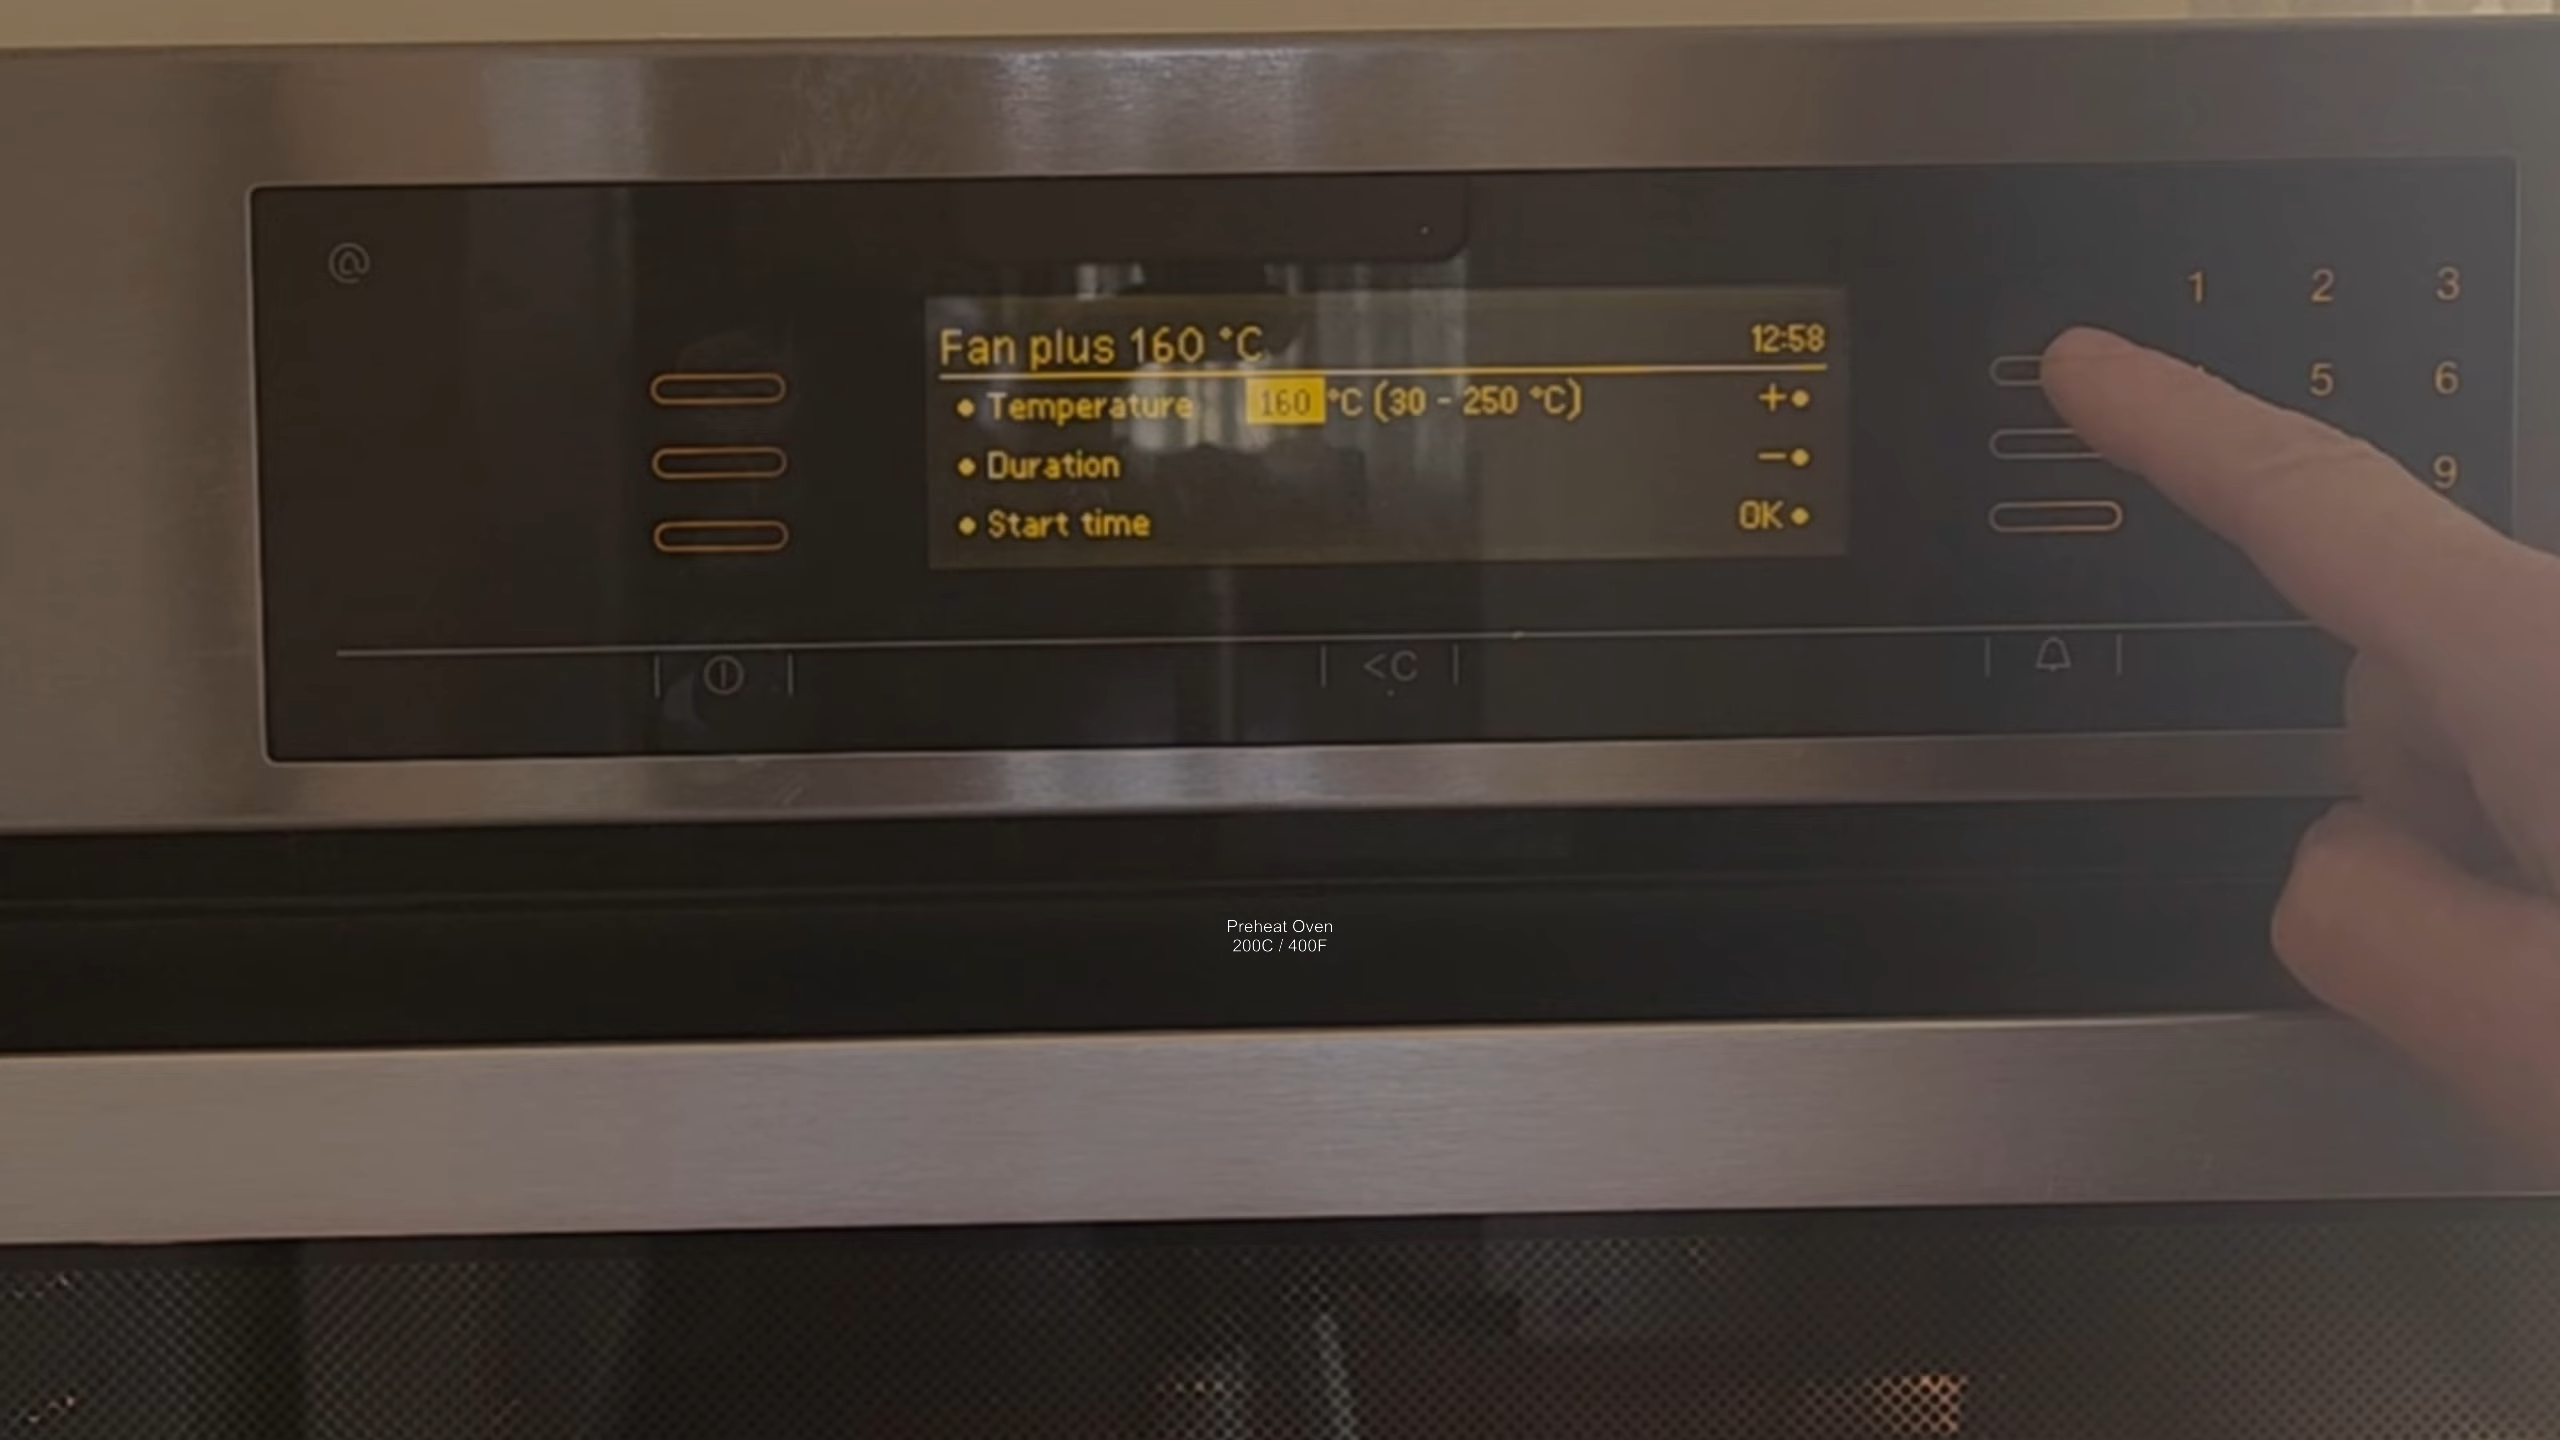 @
Fan plus 160 °C 12:58
• Temperature 160 °C (30 - 250 °C) + •
• Duration - •
• Start time OK •
1 2 3
5 6
9
<C
Preheat Oven
200C / 400F